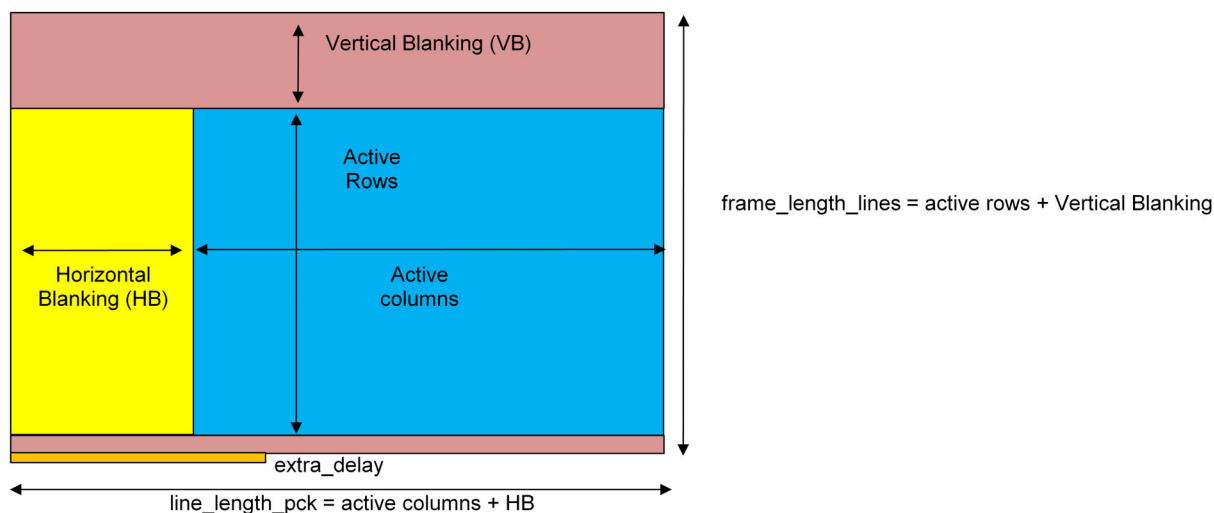 Vertical Blanking (VB)
Active
Rows
frame_length_lines = active rows + Vertical Blanking
Horizontal
Blanking (HB)
Active
columns
extra_delay
line_length_pck = active columns + HB